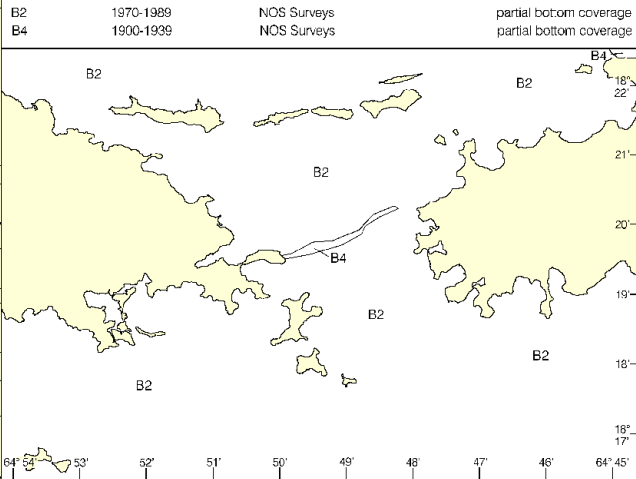 B2 1970-1989 NOS Surveys partial bottom coverage
B4 1900-1939 NOS Surveys partial bottom coverage
B4
B2
B2
18°
22'
21'
B2
20'
B4
19'
B2
B2
18'
B2
18°
17'
64° 54' 53' 52' 51' 50' 49' 48' 47' 46' 64° 45'